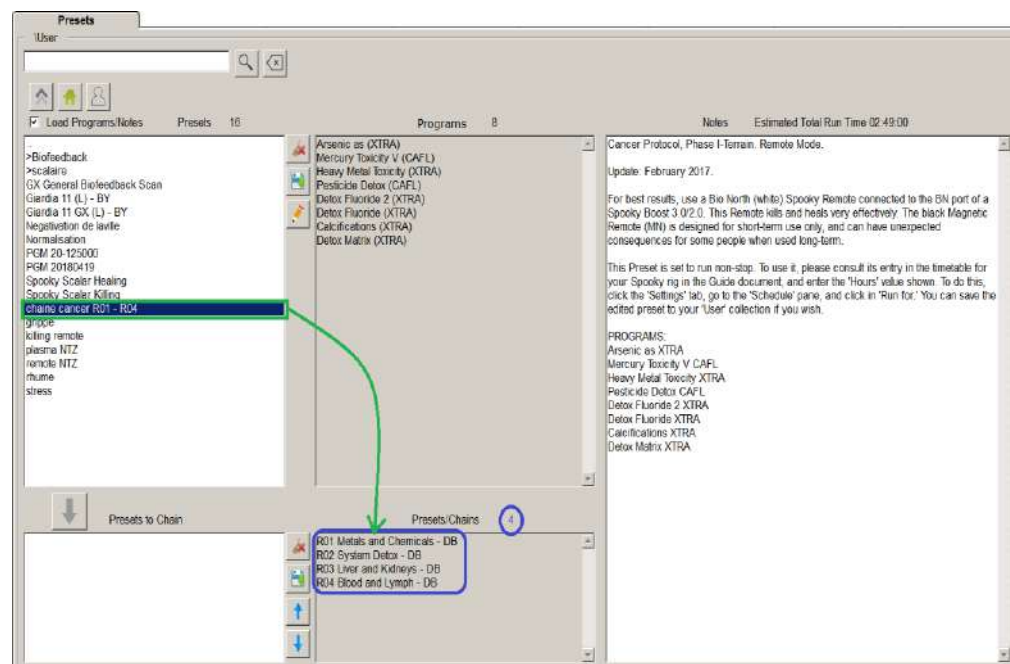 Presets
\User
Load Programs/Notes Presets 16
Programs 8
Notes Estimated Total Run Time 02:49:00
..
>Biofeedback
>scalaire
GX General Biofeedback Scan
Giardia 11 (L) - BY
Giardia 11 GX (L) - BY
Negativation de laville
Normalisation
PGM 20-125000
PGM 20180419
Spooky Scalar Healing
Spooky Scalar Killing
chaine cancer R01 - R04
grippe
killing remote
plasma NTZ
remote NTZ
rhume
stress
Arsenic as (XTRA)
Mercury Toxicity V (CAFL)
Heavy Metal Toxicity (XTRA)
Pesticide Detox (CAFL)
Detox Fluoride 2 (XTRA)
Detox Fluoride (XTRA)
Calcifications (XTRA)
Detox Matrix (XTRA)
Cancer Protocol, Phase I-Terrain. Remote Mode.
Update: February 2017.
For best results, use a Bio North (white) Spooky Remote connected to the BN port of a
Spooky Boost 3.0/2.0. This Remote kills and heals very effectively. The black Magnetic
Remote (MN) is designed for short-term use only, and can have unexpected
consequences for some people when used long-term.
This Preset is set to run non-stop. To use it, please consult its entry in the timetable for
your Spooky rig in the Guide document, and enter the 'Hours' value shown. To do this,
click the 'Settings' tab, go to the 'Schedule' pane, and click in 'Run for.' You can save the
edited preset to your 'User' collection if you wish.
PROGRAMS:
Arsenic as XTRA
Mercury Toxicity V CAFL
Heavy Metal Toxicity XTRA
Pesticide Detox CAFL
Detox Fluoride 2 XTRA
Detox Fluoride XTRA
Calcifications XTRA
Detox Matrix XTRA
Presets to Chain
Presets/Chains 4
R01 Metals and Chemicals - DB
R02 System Detox - DB
R03 Liver and Kidneys - DB
R04 Blood and Lymph - DB